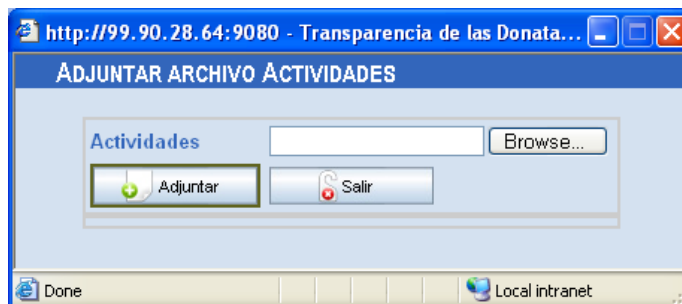 http://99.90.28.64:9080 - Transparencia de las Donata...
ADJUNTAR ARCHIVO ACTIVIDADES
Actividades Browse...
Adjuntar Salir
Done Local intranet